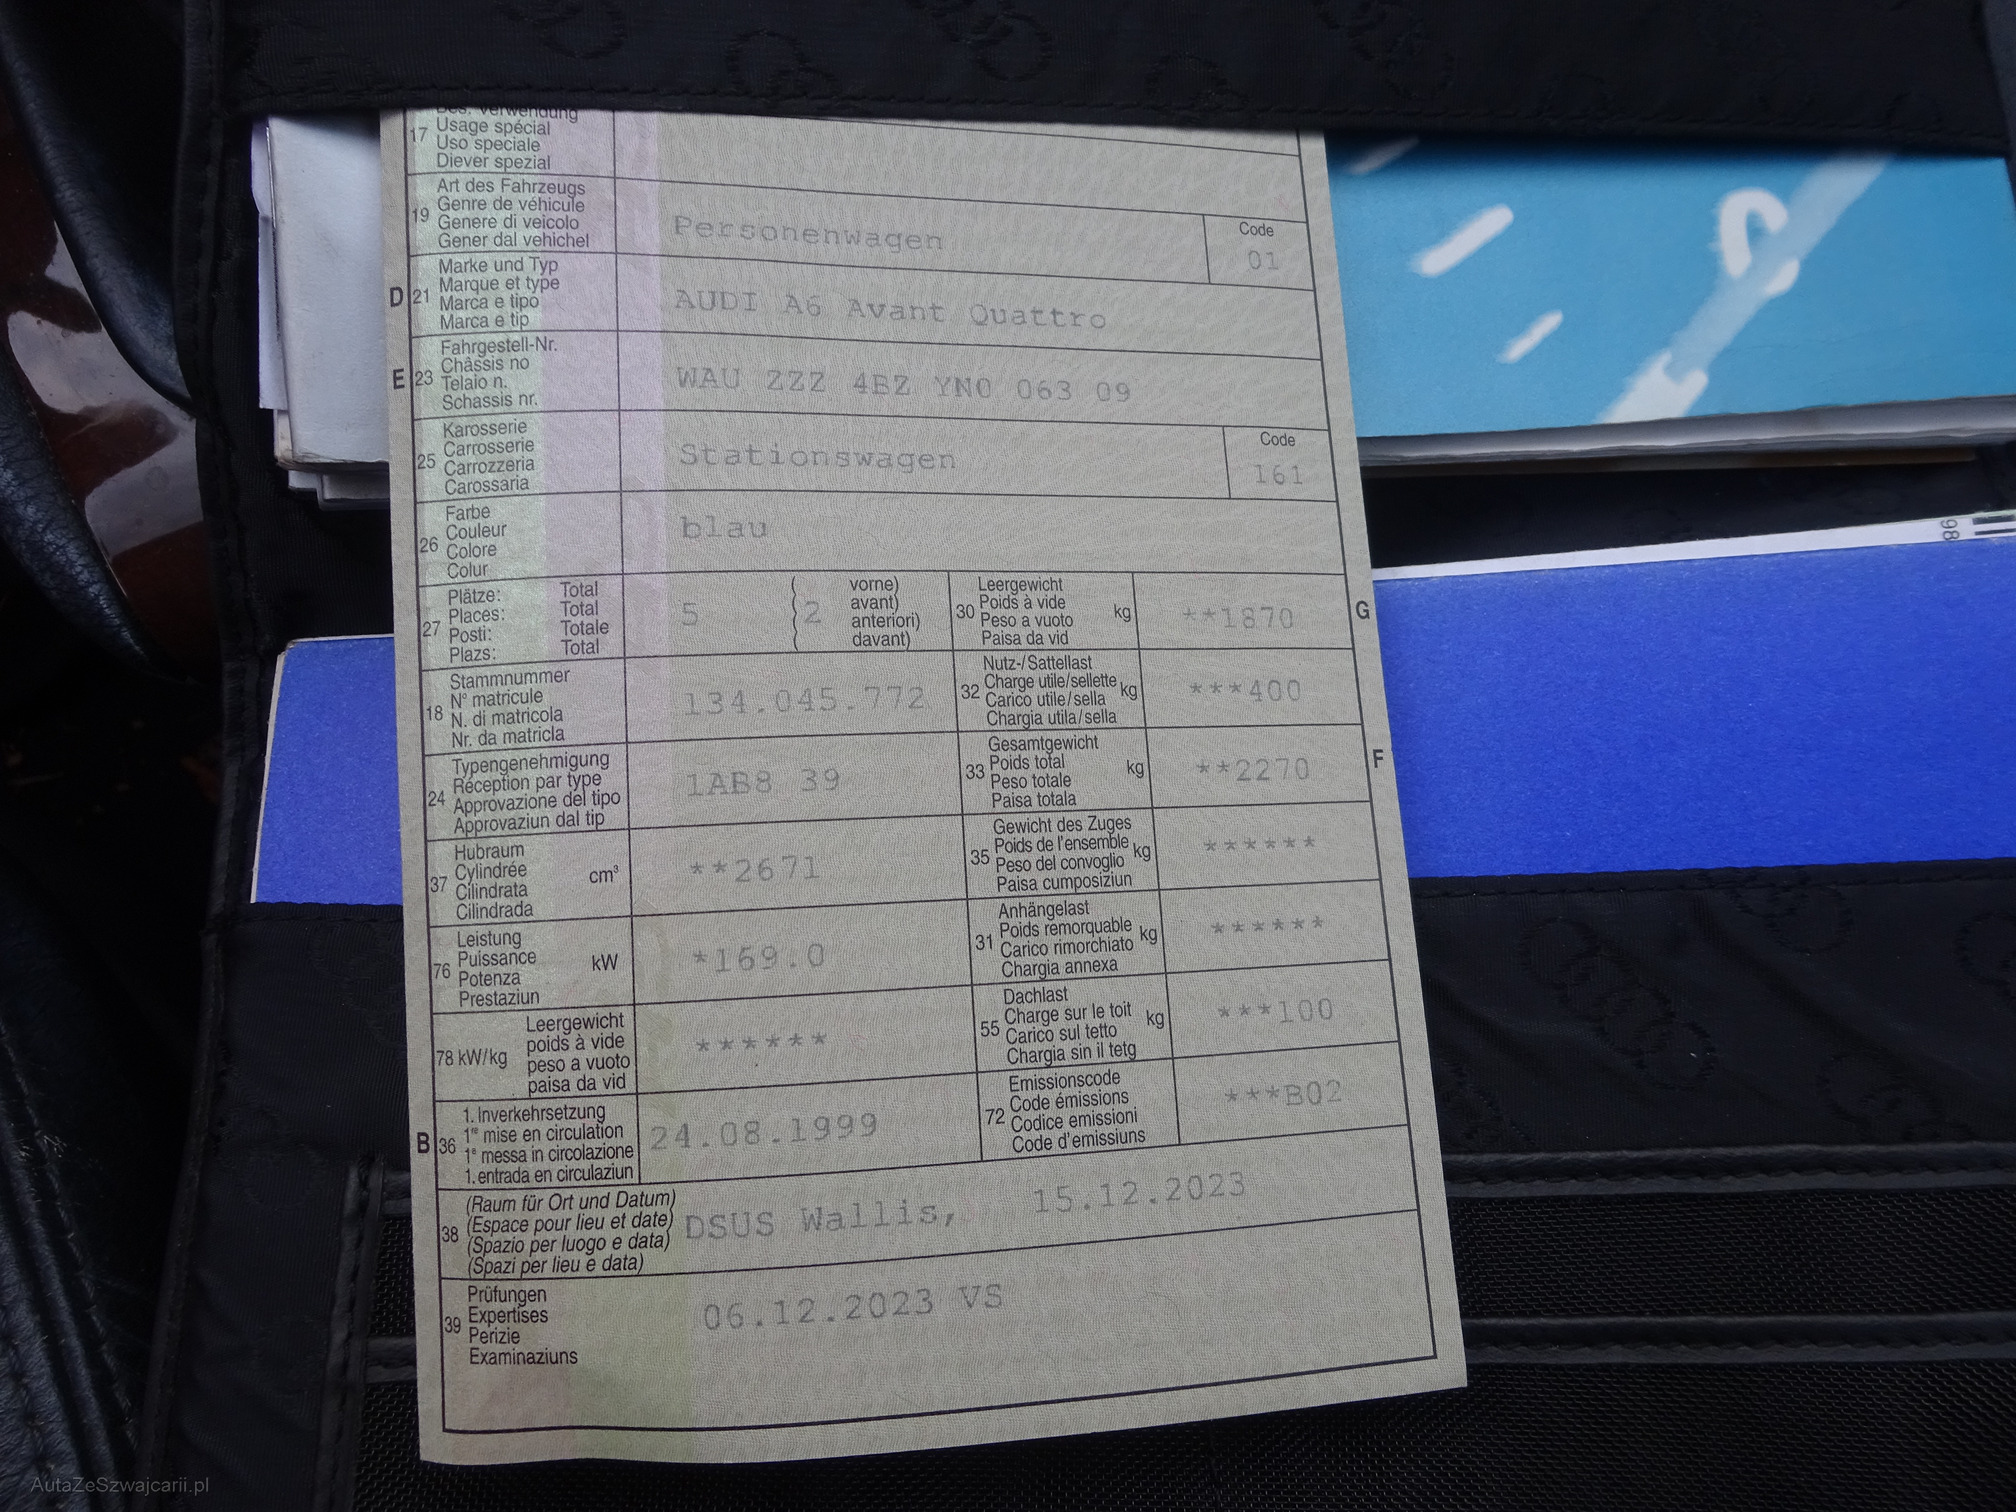 Bes. Verwendung
17 Usage spécial
Uso speciale
Diever spezial
Art des Fahrzeugs
19 Genre de véhicule
Genere di veicolo
Gener dal vehichel
Personenwagen
Code
01
Marke und Typ
D 21 Marque et type
Marca e tipo
Marca e tip
AUDI A6 Avant Quattro
Fahrgestell-Nr.
E 23 Châssis no
Telaio n.
Schassis nr.
WAU ZZZ 4BZ YN0 063 09
Karosserie
25 Carrosserie
Carrozzeria
Carossaria
Stationswagen
Code
161
Farbe
26 Couleur
Colore
Colur
blau
27 Plätze: Total
Places: Total
Posti: Totale
Plazs: Total
5
2
vorne)
avant)
anteriori)
davant)
30 Leergewicht
Poids à vide
Peso a vuoto
Paisa da vid
kg
**1870
G
18 Stammnummer
N° matricule
N. di matricola
Nr. da matricla
134.045.772
32 Nutz-/Sattellast
Charge utile/sellette
Carico utile/sella
Chargia utila/sella
kg
***400
24 Typengenehmigung
Réception par type
Approvazione del tipo
Approvaziun dal tip
1AB8 39
33 Gesamtgewicht
Poids total
Peso totale
Paisa totala
kg
**2270
F
37 Hubraum
Cylindrée
Cilindrata
Cilindrada
cm³
**2671
35 Gewicht des Zuges
Poids de l'ensemble
Peso del convoglio
Paisa cumposiziun
kg
******
76 Leistung
Puissance
Potenza
Prestaziun
kW
*169.0
31 Anhängelast
Poids remorquable
Carico rimorchiato
Chargia annexa
kg
******
78 kW/kg
Leergewicht
poids à vide
peso a vuoto
paisa da vid
******
55 Dachlast
Charge sur le toit
Carico sul tetto
Chargia sin il tetg
kg
***100
B 36 1. Inverkehrsetzung
1re mise en circulation
1a messa in circolazione
1. entrada en circulaziun
24.08.1999
72 Emissionscode
Code émissions
Codice emissioni
Code d'emissiuns
***B02
38 (Raum für Ort und Datum)
(Espace pour lieu et date)
(Spazio per luogo e data)
(Spazi per lieu e data)
DSUS Wallis, 15.12.2023
39 Prüfungen
Expertises
Perizie
Examinaziuns
06.12.2023 VS
98
AutaZeSzwajcarii.pl